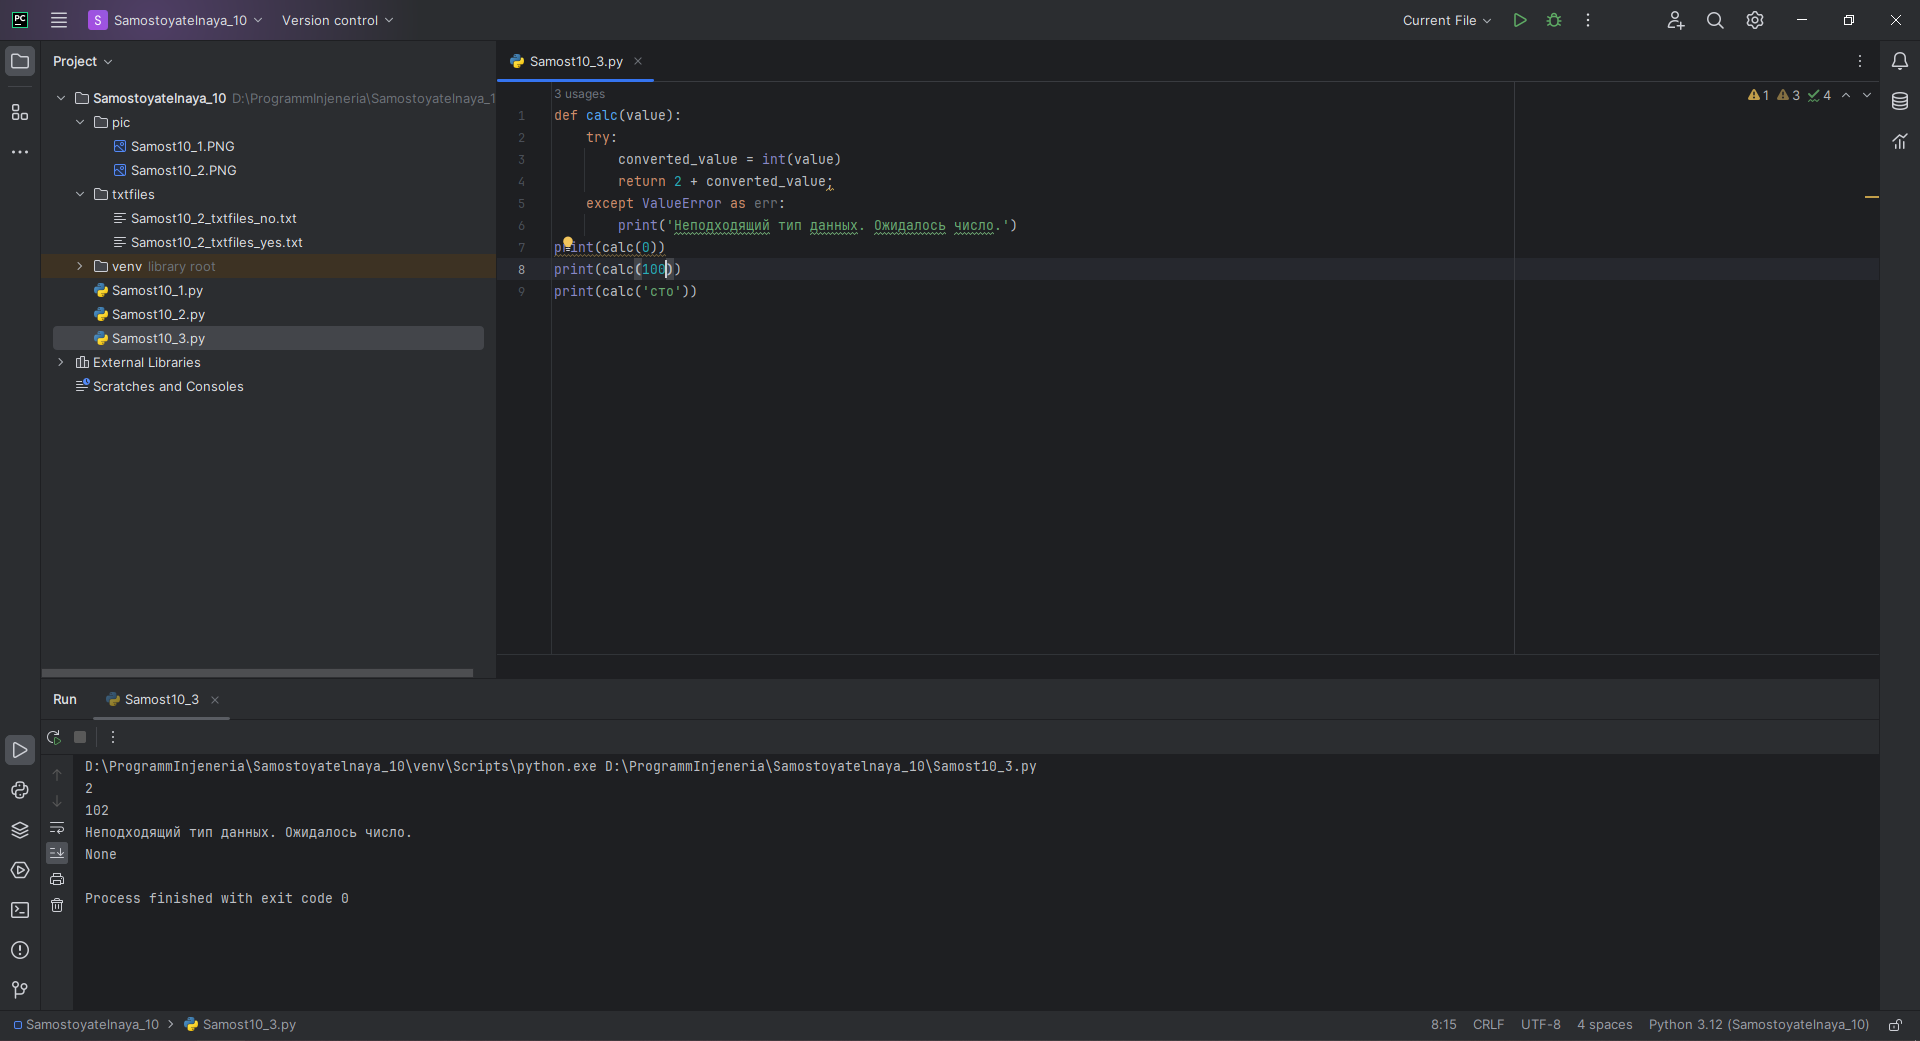 PC S Samostoyatelnaya_10 Version control Current File
Project
Samost10_3.py
Samostoyatelnaya_10 D:\ProgrammInjeneria\Samostoyatelnaya_1
pic
Samost10_1.PNG
Samost10_2.PNG
txtfiles
Samost10_2_txtfiles_no.txt
Samost10_2_txtfiles_yes.txt
venv library root
Samost10_1.py
Samost10_2.py
Samost10_3.py
External Libraries
Scratches and Consoles
3 usages
1 3 4
1 def calc(value):
2 try:
3 converted_value = int(value)
4 return 2 + converted_value;
5 except ValueError as err:
6 print('Неподходящий тип данных. Ожидалось число.')
7 print(calc(0))
8 print(calc(100))
9 print(calc('сто'))
Run Samost10_3
D:\ProgrammInjeneria\Samostoyatelnaya_10\venv\Scripts\python.exe D:\ProgrammInjeneria\Samostoyatelnaya_10\Samost10_3.py
2
102
Неподходящий тип данных. Ожидалось число.
None
Process finished with exit code 0
Samostoyatelnaya_10 Samost10_3.py 8:15 CRLF UTF-8 4 spaces Python 3.12 (Samostoyatelnaya_10)